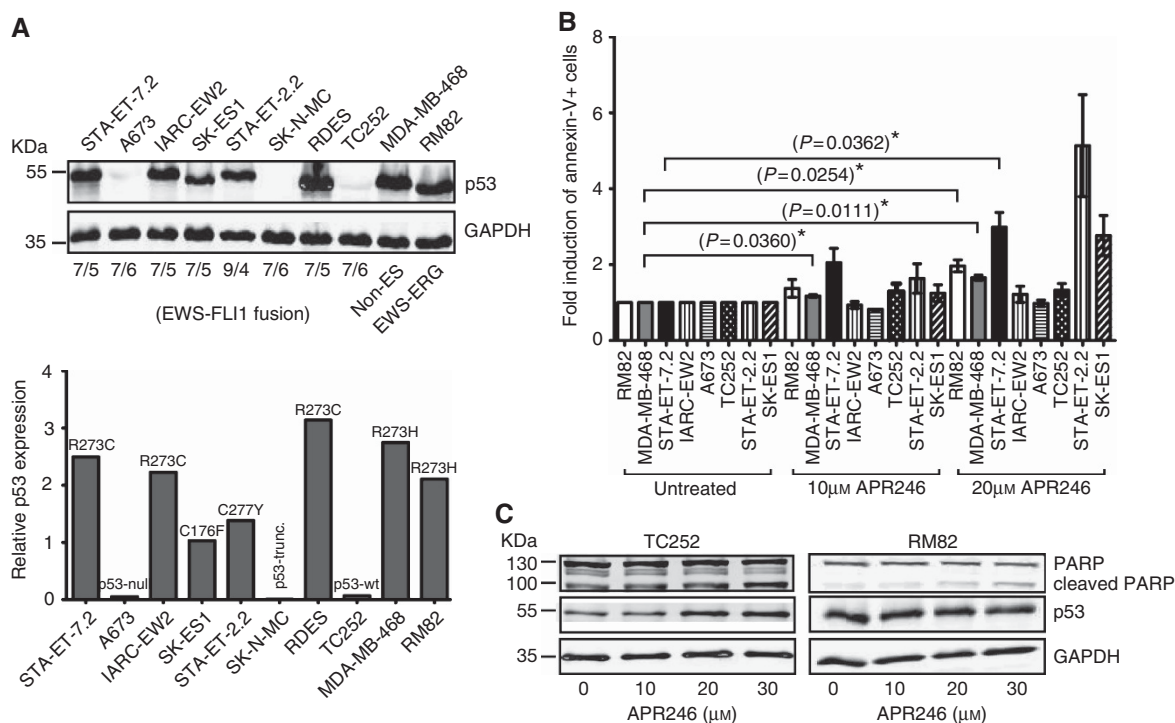 A
STA-ET-7.2
A673
IARC-EW2
SK-ES1
STA-ET-2.2
SK-N-MC
RDES
TC252
MDA-MB-468
RM82
KDa
55
p53
35
GAPDH
7/5 7/6 7/5 7/5 9/4 7/6 7/5 7/6
Non-ES
EWS-ERG
(EWS-FLI1 fusion)
Relative p53 expression
4
3
2
1
0
R273C
p53-nul
R273C
C176F
C277Y
p53-trunc.
R273C
p53-wt
R273H
R273H
STA-ET-7.2
A673
IARC-EW2
SK-ES1
STA-ET-2.2
SK-N-MC
RDES
TC252
MDA-MB-468
RM82
B
Fold induction of annexin-V+ cells
8
6
4
2
0
(P=0.0362)*
(P=0.0254)*
(P=0.0111)*
(P=0.0360)*
RM82
MDA-MB-468
STA-ET-7.2
IARC-EW2
A673
TC252
STA-ET-2.2
SK-ES1
RM82
MDA-MB-468
STA-ET-7.2
IARC-EW2
A673
TC252
STA-ET-2.2
SK-ES1
RM82
MDA-MB-468
STA-ET-7.2
IARC-EW2
A673
TC252
STA-ET-2.2
SK-ES1
Untreated
10μM APR246
20μM APR246
C
KDa
TC252
RM82
130
PARP
100
cleaved PARP
55
p53
35
GAPDH
0 10 20 30
0 10 20 30
APR246 (μM)
APR246 (μM)